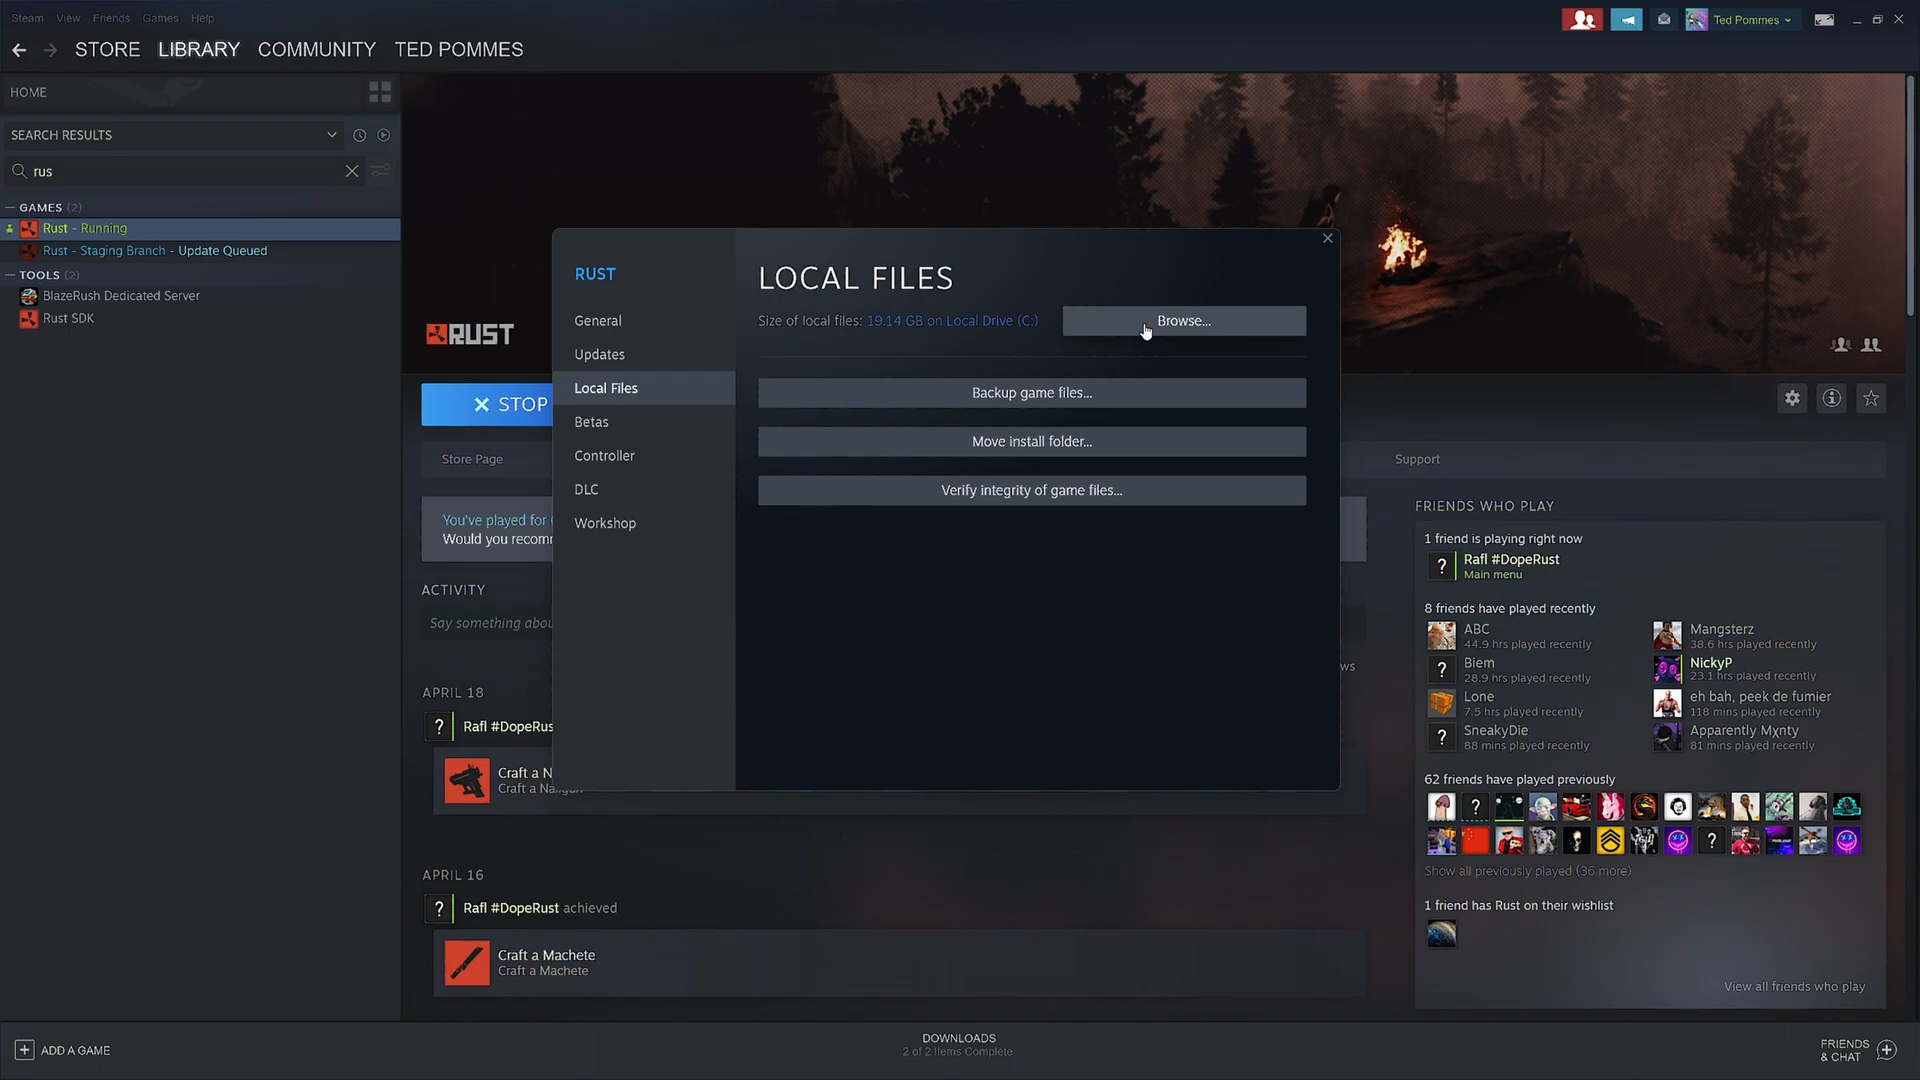 Steam View Friends Games Help
Ted Pommes
STORE LIBRARY COMMUNITY TED POMMES
HOME
SEARCH RESULTS
rus
GAMES (2)
Rust - Running
Rust - Staging Branch - Update Queued
TOOLS (2)
BlazeRush Dedicated Server
Rust SDK
RUST
STOP
Store Page
Support
You've played for
Would you recomm
ACTIVITY
Say something abou
ws
APRIL 18
Rafl #DopeRus
Craft a N
Craft a Nailgun
APRIL 16
Rafl #DopeRust achieved
Craft a Machete
Craft a Machete
RUST
General
Updates
Local Files
Betas
Controller
DLC
Workshop
LOCAL FILES
Size of local files: 19.14 GB on Local Drive (C:)
Browse...
Backup game files...
Move install folder...
Verify integrity of game files...
FRIENDS WHO PLAY
1 friend is playing right now
Rafl #DopeRust
Main menu
8 friends have played recently
ABC
44.9 hrs played recently
Mangsterz
38.6 hrs played recently
Biem
28.9 hrs played recently
NickyP
23.1 hrs played recently
Lone
7.5 hrs played recently
eh bah, peek de fumier
118 mins played recently
SneakyDie
88 mins played recently
Apparently Mχnty
81 mins played recently
62 friends have played previously
Show all previously played (36 more)
1 friend has Rust on their wishlist
View all friends who play
ADD A GAME
DOWNLOADS
2 of 2 Items Complete
FRIENDS
& CHAT